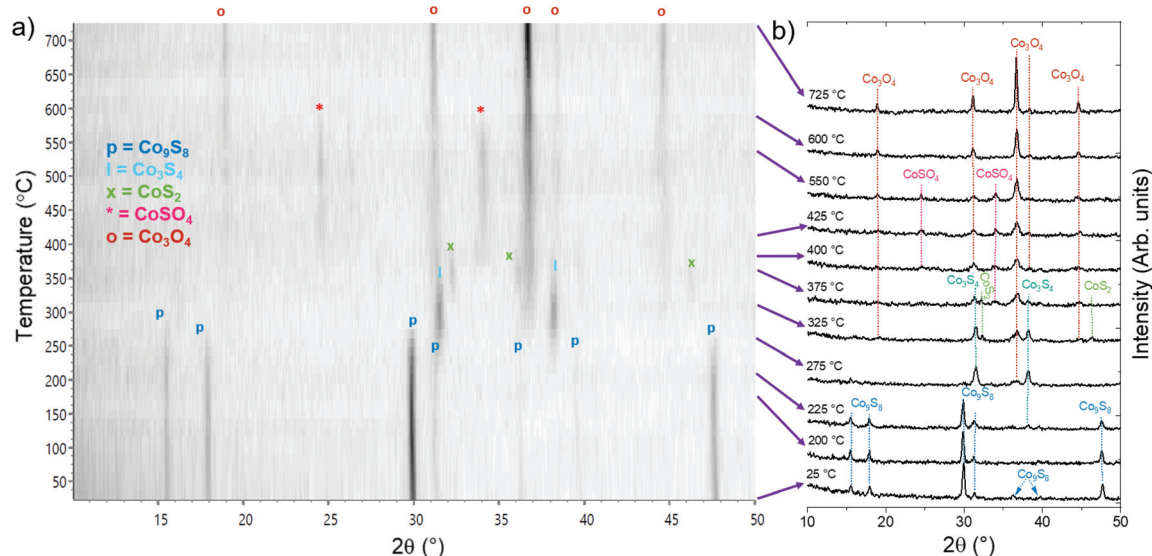 a)
o o o o o
Temperature (°C)
700
650
600
550
500
450
400
350
300
250
200
150
100
50
* *
p = Co₉S₈
l = Co₃S₄
x = CoS₂
* = CoSO₄
o = Co₃O₄
x x x
l l
p p p p p p p
15 20 25 30 35 40 45 50
2θ (°)
b)
Co₃O₄
Co₃O₄ Co₃O₄ Co₃O₄
725 °C
600 °C
550 °C
CoSO₄ CoSO₄
425 °C
400 °C
375 °C
Co₃S₄ CoS₂ Co₃S₄ CoS₂
325 °C
275 °C
225 °C
Co₉S₈ Co₉S₈ Co₉S₈
200 °C
25 °C
Co₉S₈
10 20 30 40 50
2θ (°)
Intensity (Arb. units)